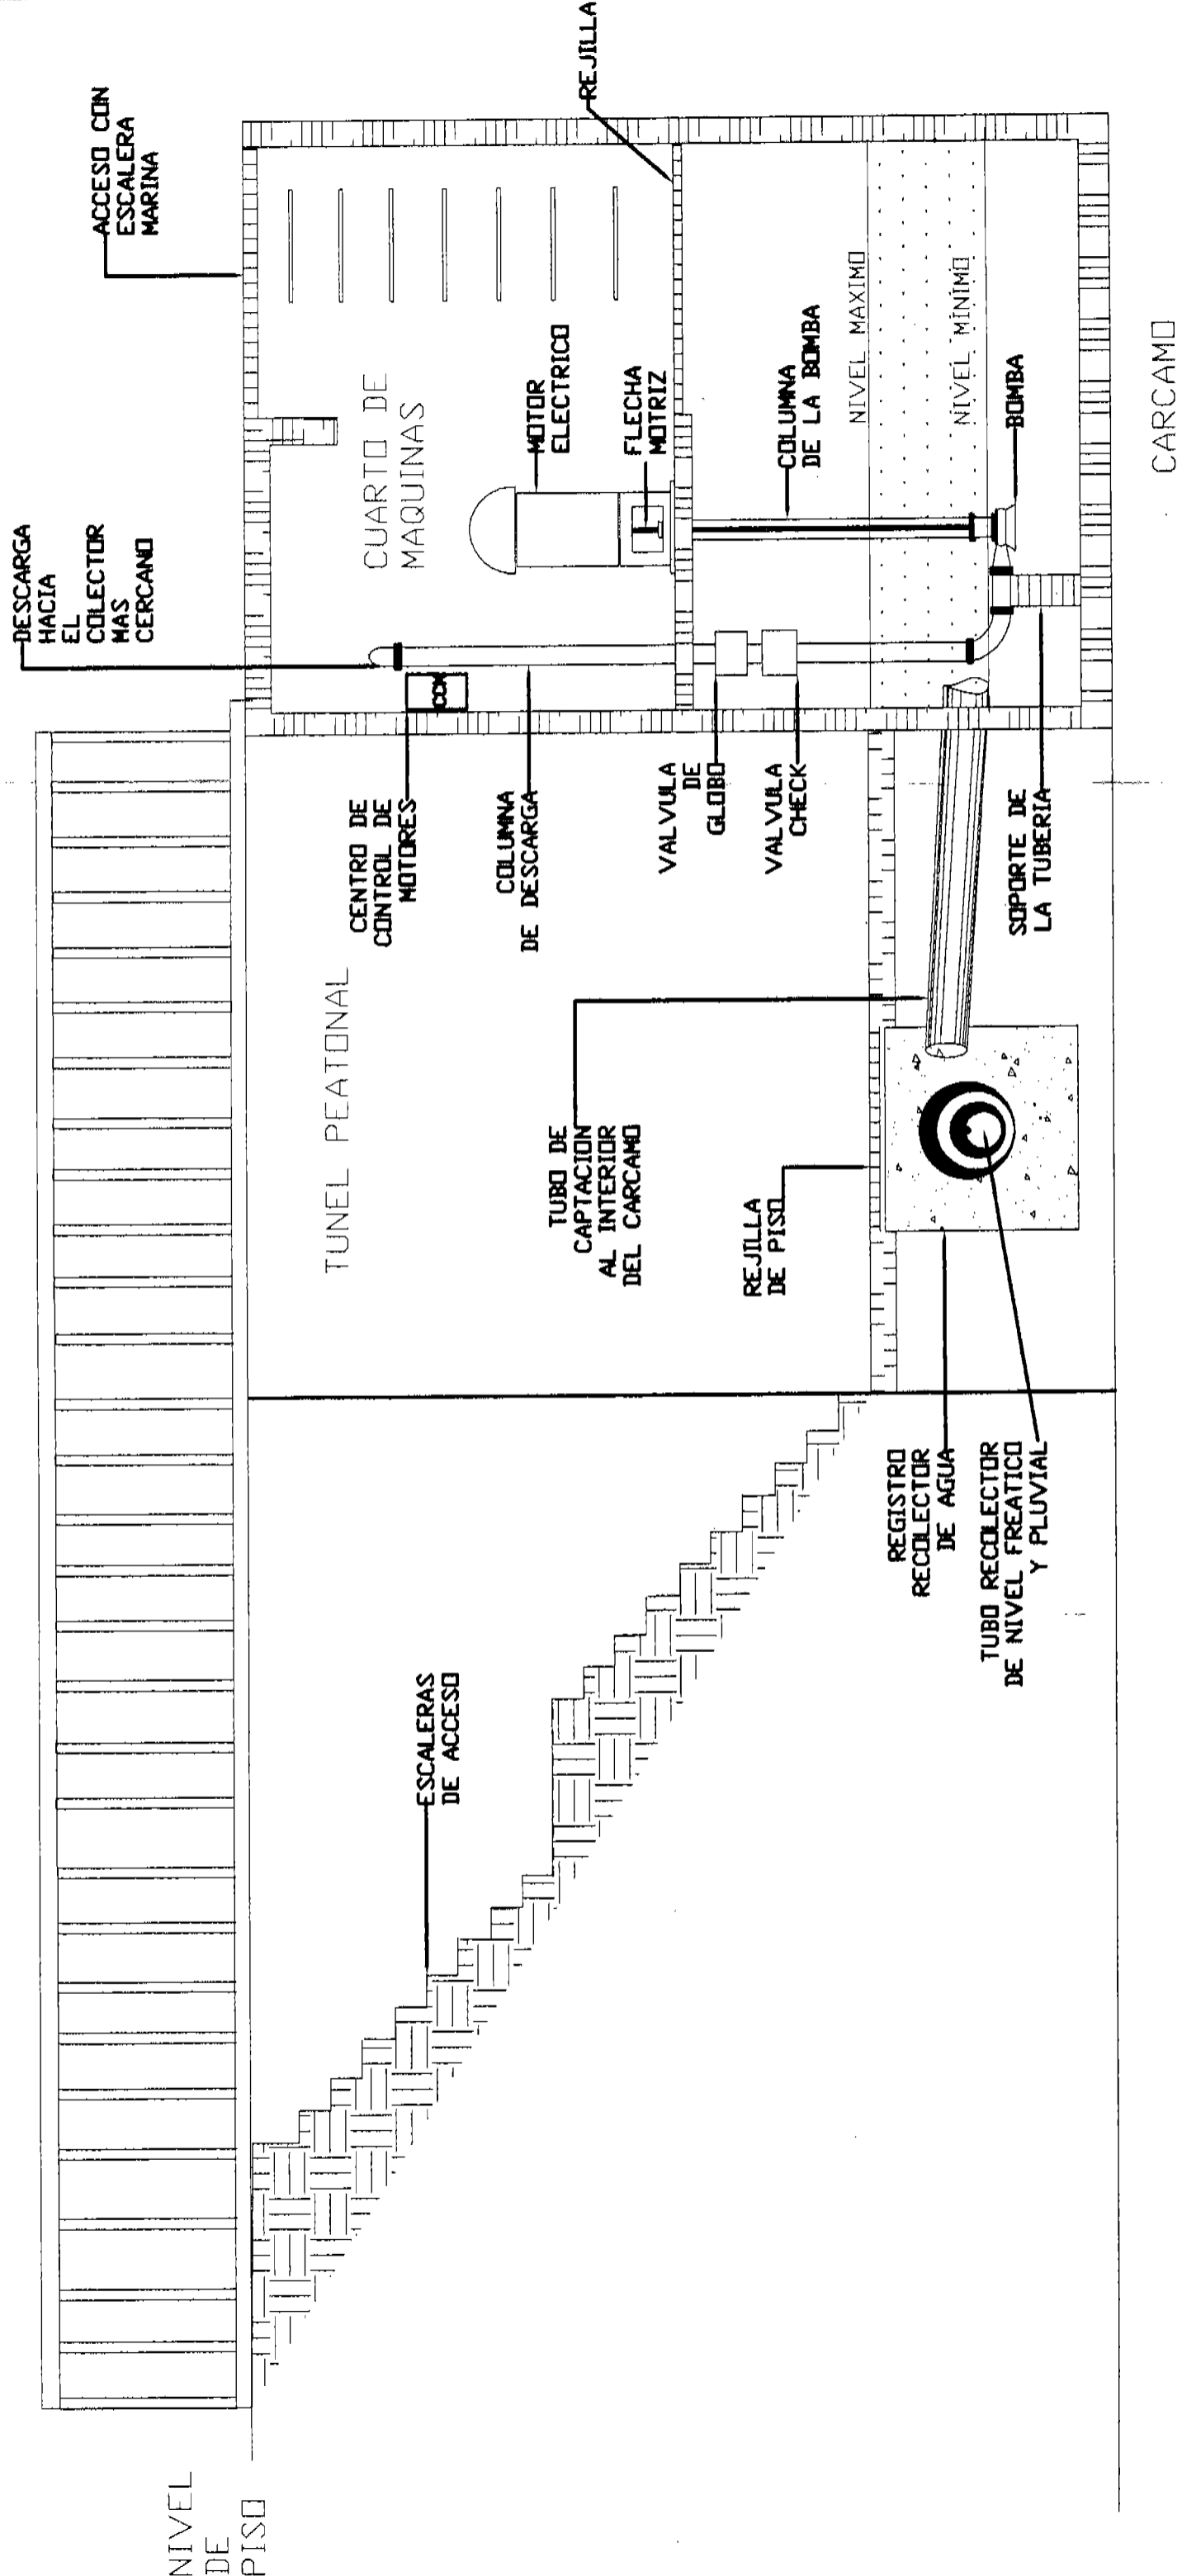 NIVEL
DE
PISO
ESCALERAS
DE ACCESO
TUNEL PEATONAL
DESCARGA
HACIA
EL
COLECTOR
MAS
CERCANO
ACCESO CON
ESCALERA
MARINA
CUARTO DE
MAQUINAS
CENTRO DE
CONTROL DE
MOTORES
CCM
COLUMNA
DE DESCARGA
MOTOR
ELECTRICO
FLECHA
MOTRIZ
REJILLA
VALVULA
DE
GLOBO
VALVULA
CHECK
COLUMNA
DE LA BOMBA
NIVEL MAXIMO
NIVEL MINIMO
BOMBA
SOPORTE DE
LA TUBERIA
TUBO DE
CAPTACION
AL INTERIOR
DEL CARCAMO
REJILLA
DE PISO
REGISTRO
RECOLECTOR
DE AGUA
TUBO RECOLECTOR
DE NIVEL FREATICO
Y PLUVIAL
CARCAMO